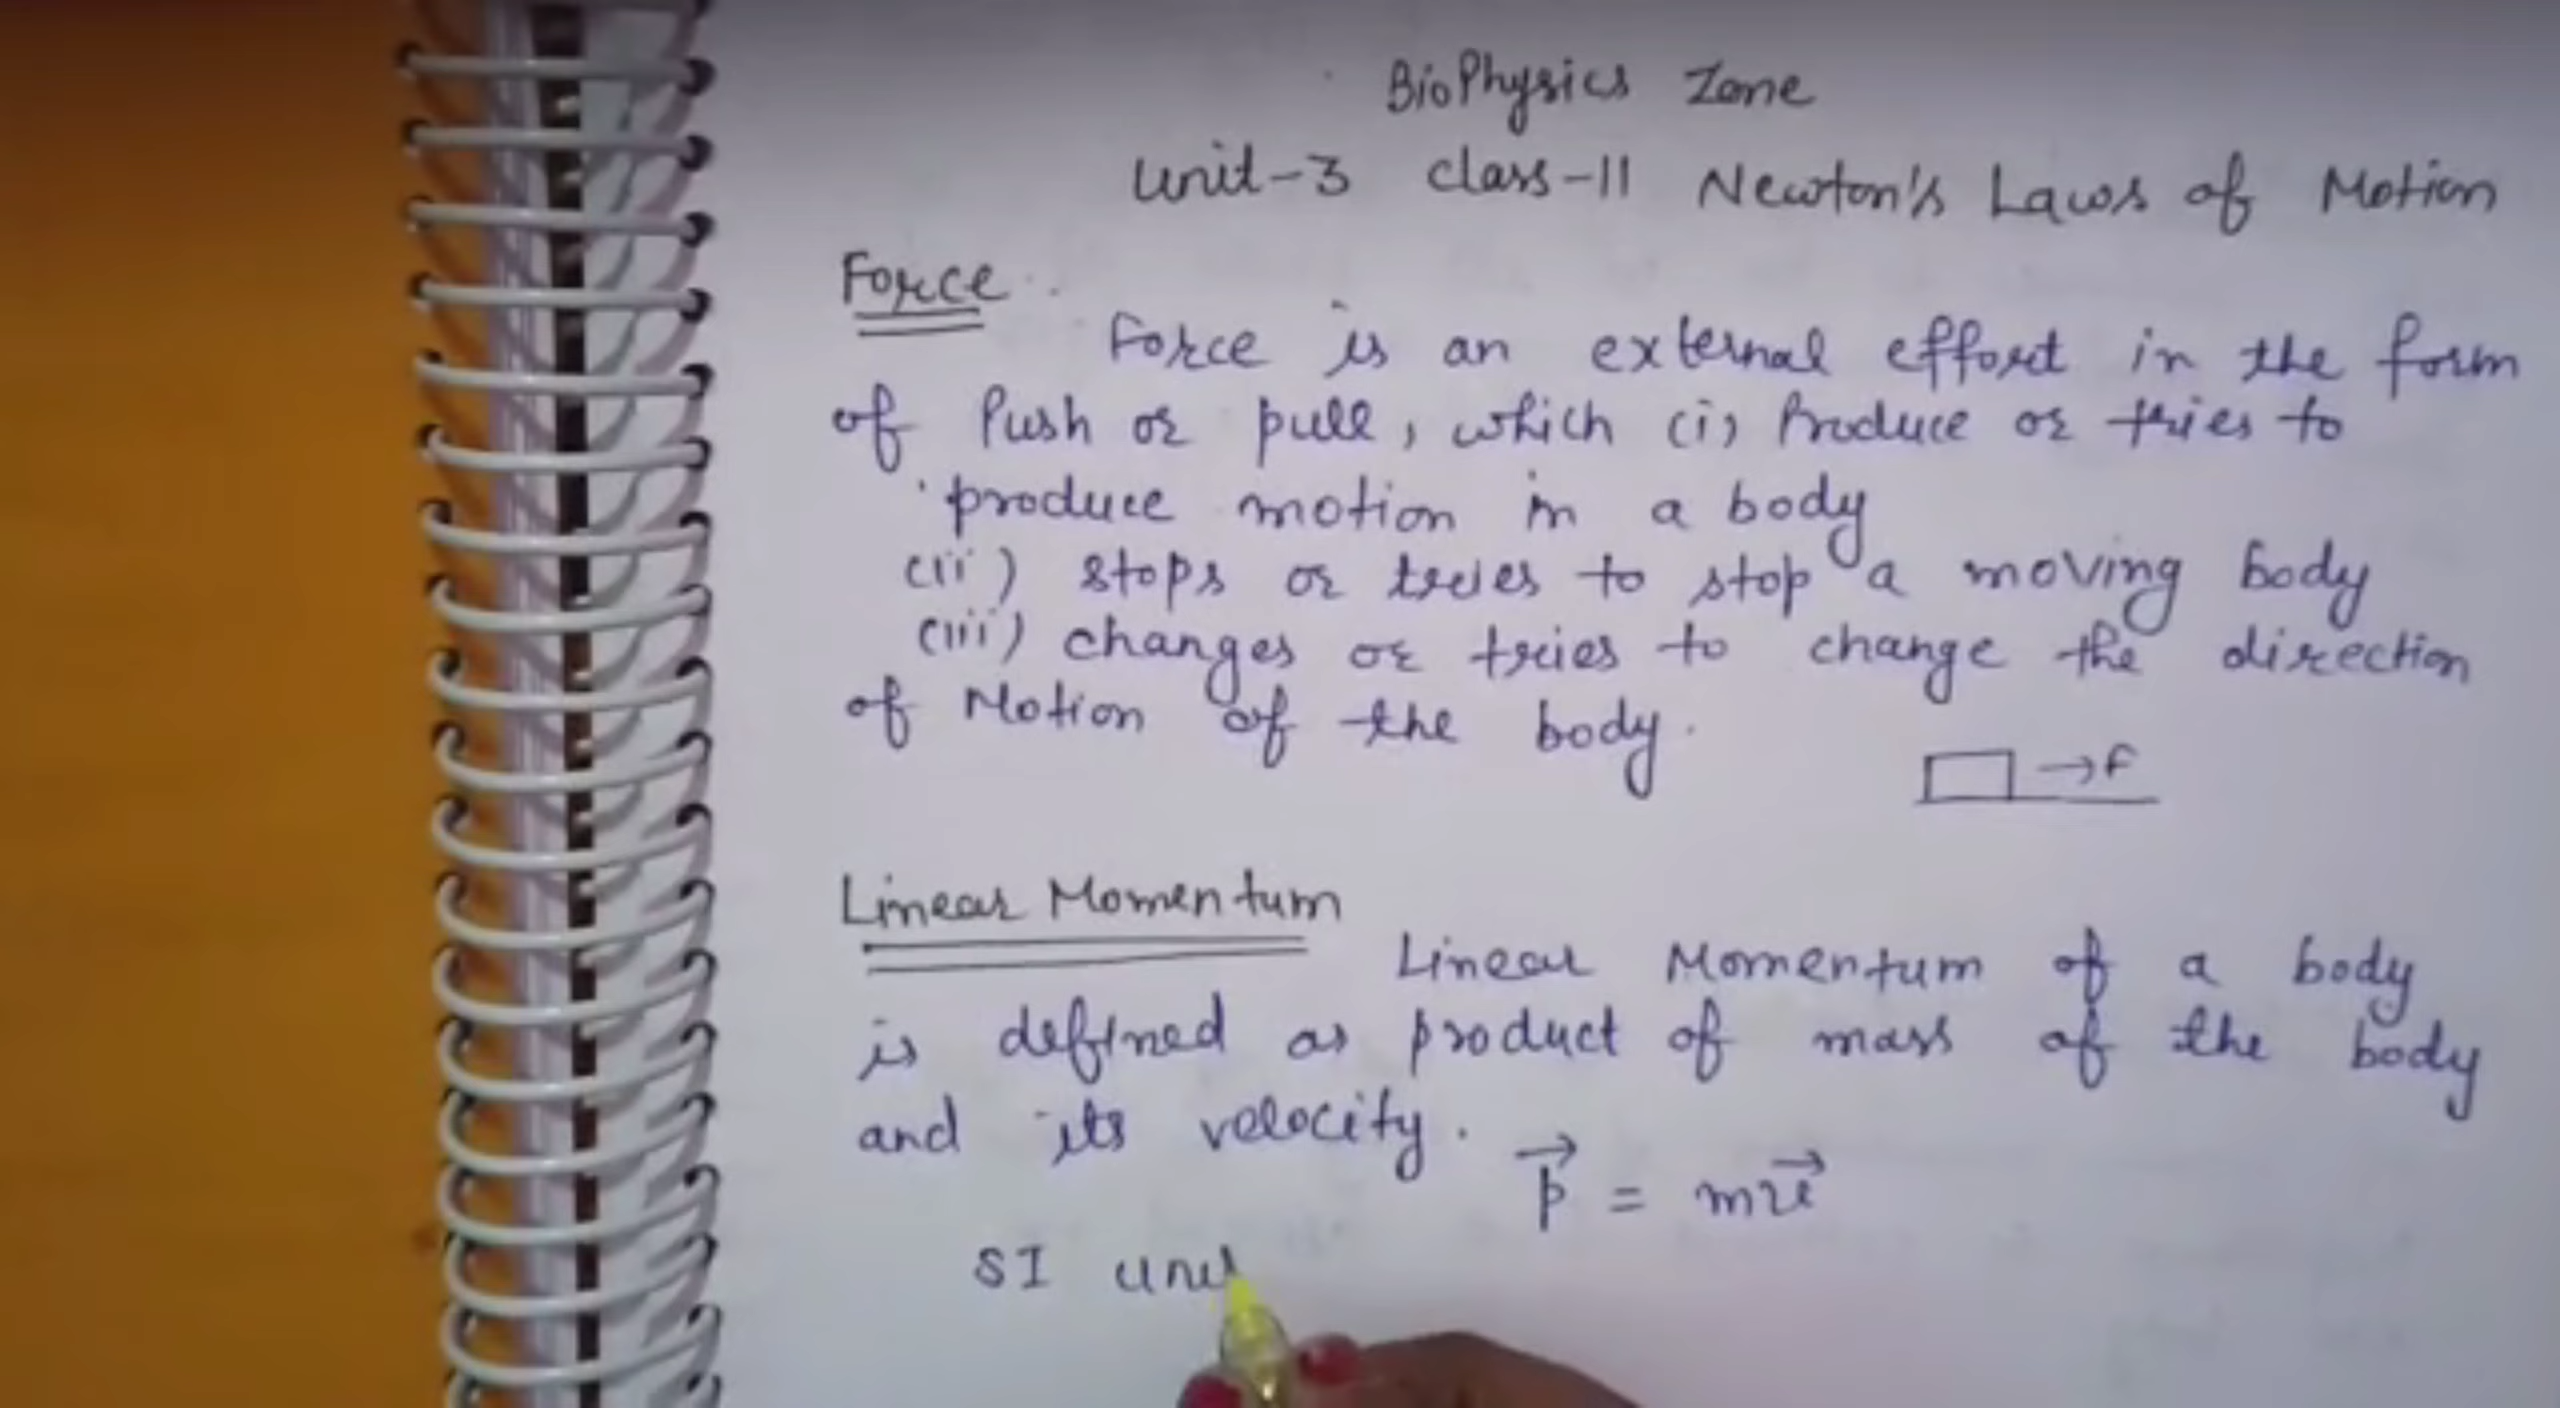 BioPhysics Zone
Unit-3 class-11 Newton's Laws of Motion
Force
Force is an external effort in the form
of Push or pull, which (i) Produce or tries to
produce motion in a body
(ii) stops or tries to stop a moving body
(iii) changes or tries to change the direction
of Motion of the body.
→F
Linear Momentum
Linear Momentum of a body
is defined as product of mass of the body
and its velocity.
p⃗ = mv⃗
SI